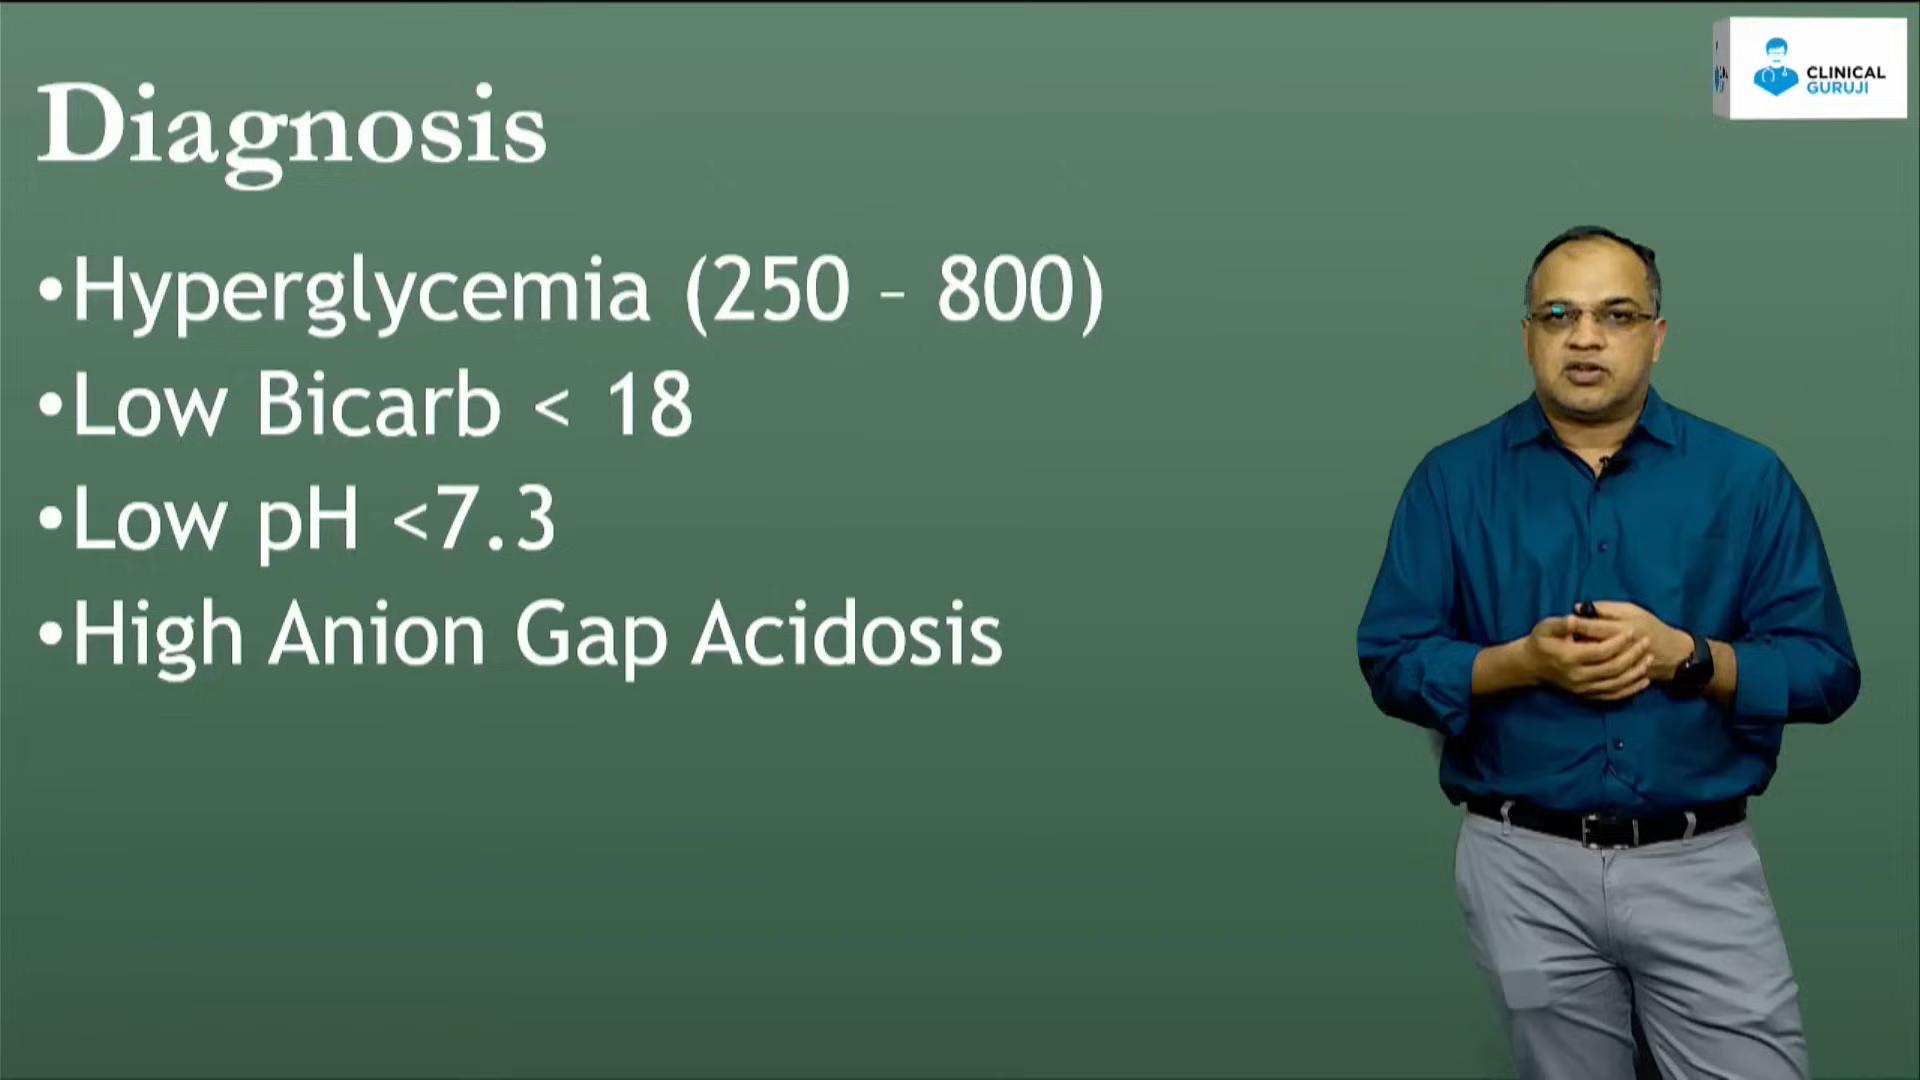 CLINICAL
GURUJI
Diagnosis
•Hyperglycemia (250 – 800)
•Low Bicarb < 18
•Low pH <7.3
•High Anion Gap Acidosis